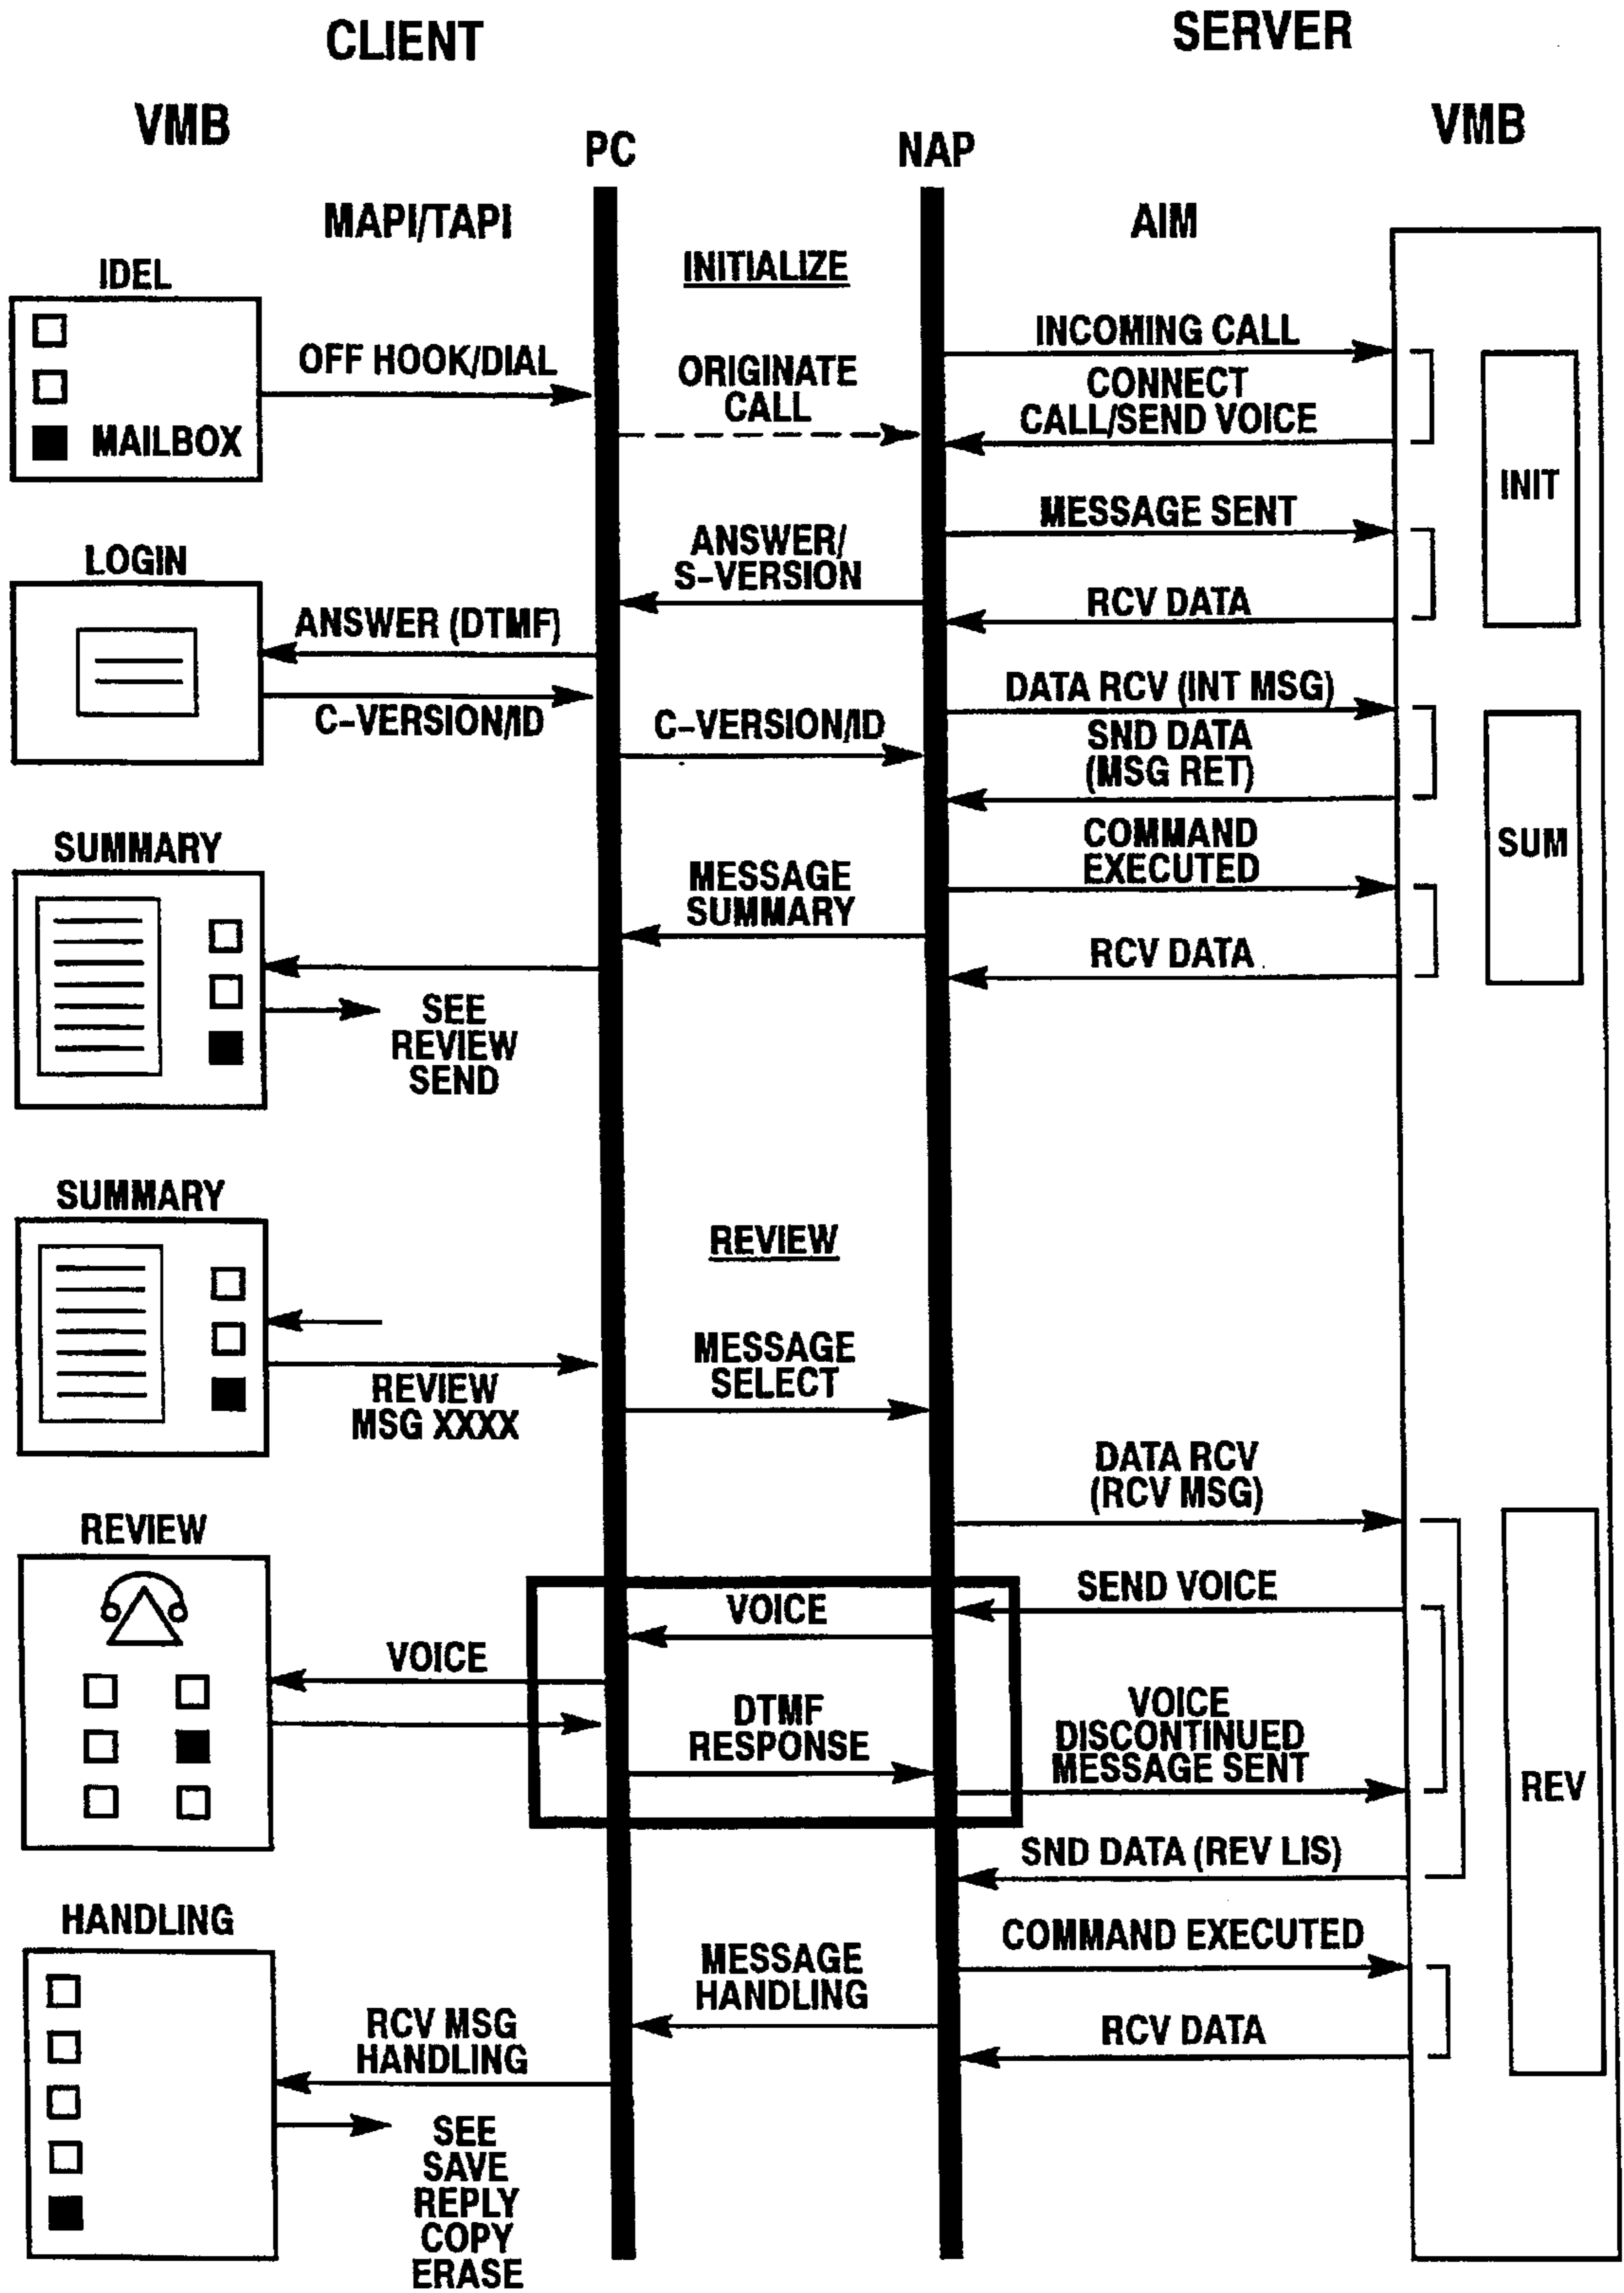 CLIENT
SERVER
VMB
VMB
PC
NAP
MAPI/TAPI
AIM
INITIALIZE
IDEL
MAILBOX
OFF HOOK/DIAL
ORIGINATE
CALL
INCOMING CALL
CONNECT
CALL/SEND VOICE
INIT
MESSAGE SENT
ANSWER/
S-VERSION
RCV DATA
LOGIN
ANSWER (DTMF)
C-VERSION/ID
C-VERSION/ID
DATA RCV (INT MSG)
SND DATA
(MSG RET)
SUM
COMMAND
EXECUTED
SUMMARY
MESSAGE
SUMMARY
RCV DATA
SEE
REVIEW
SEND
SUMMARY
REVIEW
MESSAGE
SELECT
REVIEW
MSG XXXX
DATA RCV
(RCV MSG)
REVIEW
SEND VOICE
VOICE
VOICE
DTMF
RESPONSE
VOICE
DISCONTINUED
MESSAGE SENT
REV
SND DATA (REV LIS)
HANDLING
COMMAND EXECUTED
MESSAGE
HANDLING
RCV MSG
HANDLING
RCV DATA
SEE
SAVE
REPLY
COPY
ERASE